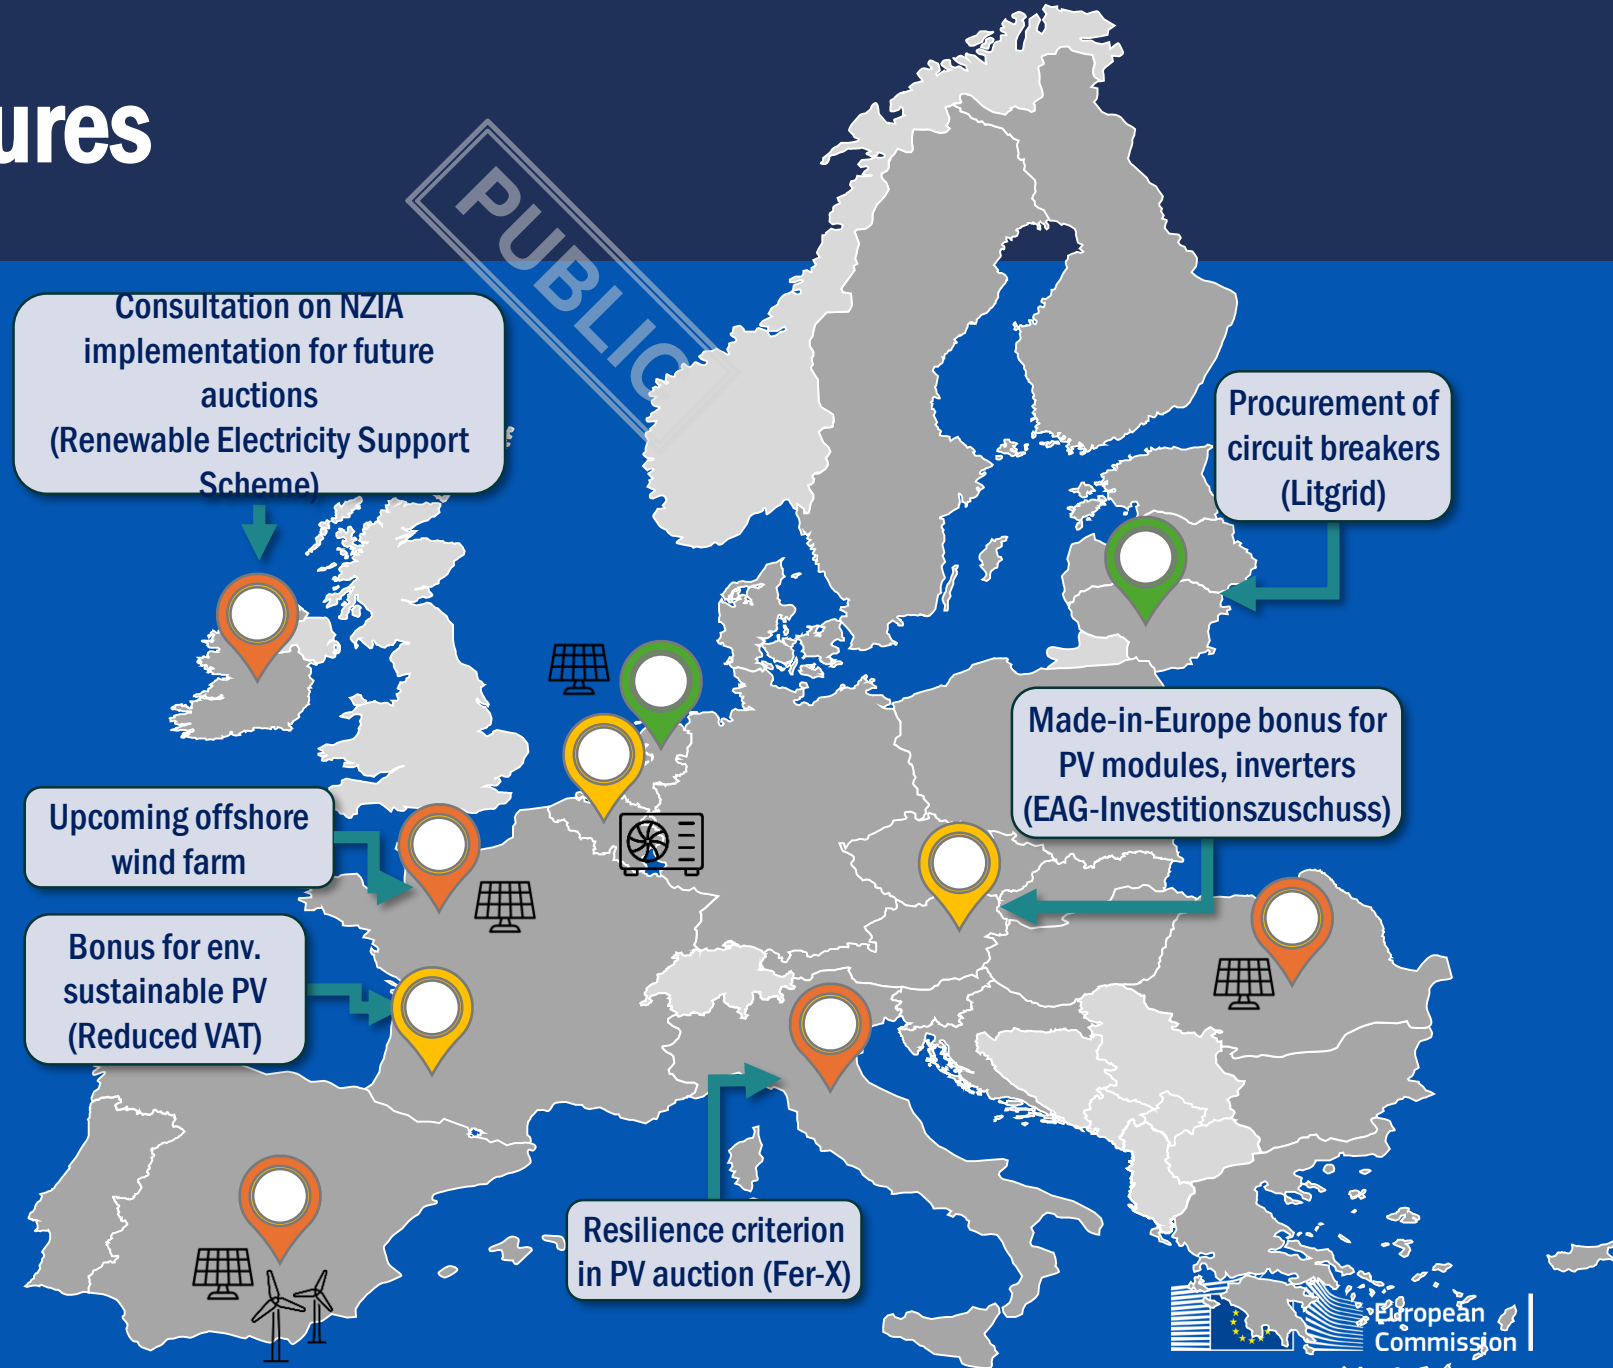 ures
PUBLIC
Consultation on NZIA
implementation for future
auctions
(Renewable Electricity Support
Scheme)
Procurement of
circuit breakers
(Litgrid)
Made-in-Europe bonus for
PV modules, inverters
(EAG-Investitionszuschuss)
Upcoming offshore
wind farm
Bonus for env.
sustainable PV
(Reduced VAT)
Resilience criterion
in PV auction (Fer-X)
European
Commission